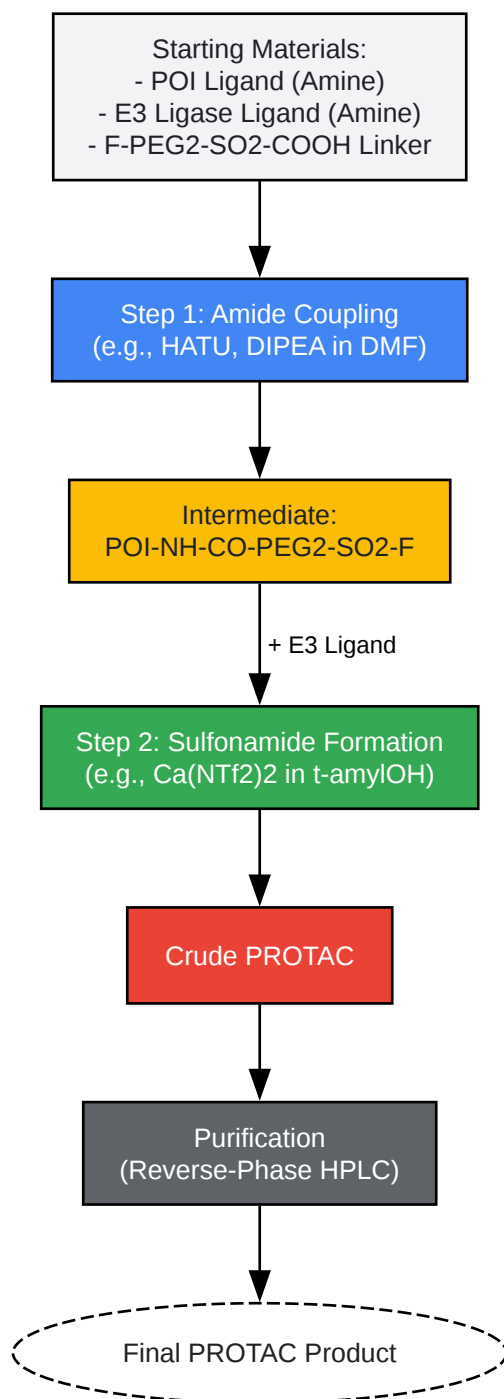 Starting Materials:
- POI Ligand (Amine)
- E3 Ligase Ligand (Amine)
- F-PEG2-SO2-COOH Linker
Step 1: Amide Coupling
(e.g., HATU, DIPEA in DMF)
Intermediate:
POI-NH-CO-PEG2-SO2-F
+ E3 Ligand
Step 2: Sulfonamide Formation
(e.g., Ca(NTf2)2 in t-amylOH)
Crude PROTAC
Purification
(Reverse-Phase HPLC)
Final PROTAC Product